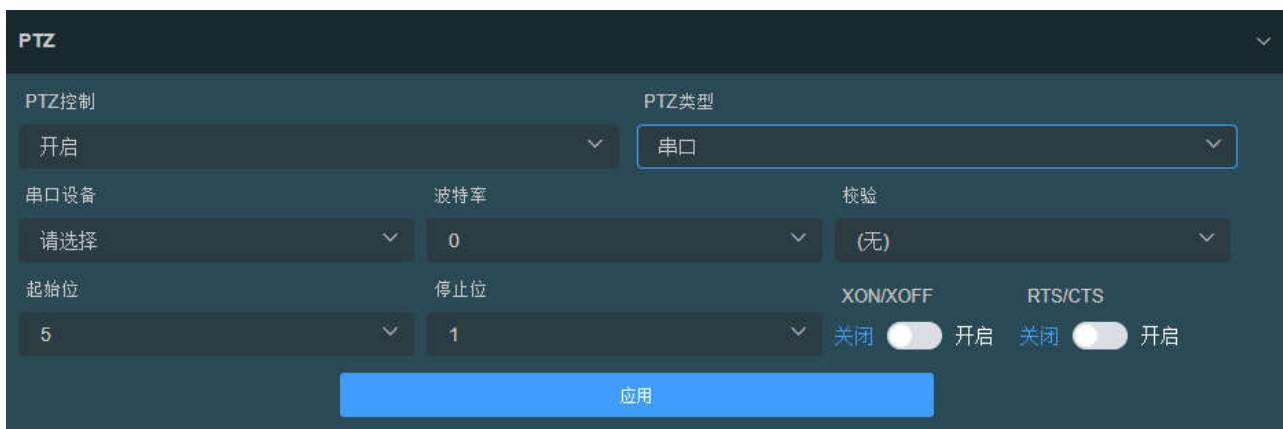 PTZ
PTZ控制 PTZ类型
开启 串口
串口设备 波特率 校验
请选择 0 (无)
起始位 停止位 XON/XOFF RTS/CTS
5 1 关闭 开启 关闭 开启
应用